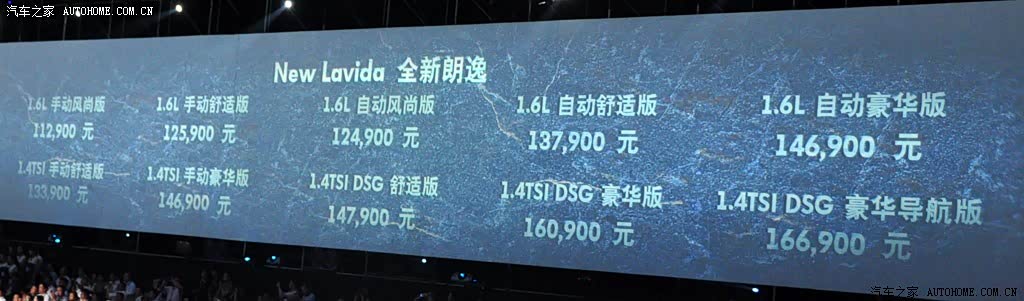 汽车之家 AUTOHOME.COM.CN
New Lavida 全新朗逸
1.6L 手动风尚版 1.6L 手动舒适版 1.6L 自动风尚版 1.6L 自动舒适版 1.6L 自动豪华版
112,900 元 125,900 元 124,900 元 137,900 元 146,900 元
1.4TSI 手动舒适版 1.4TSI 手动豪华版 1.4TSI DSG 舒适版 1.4TSI DSG 豪华版 1.4TSI DSG 豪华导航版
133,900 元 146,900 元 147,900 元 160,900 元 166,900 元
汽车之家 AUTOHOME.COM.CN